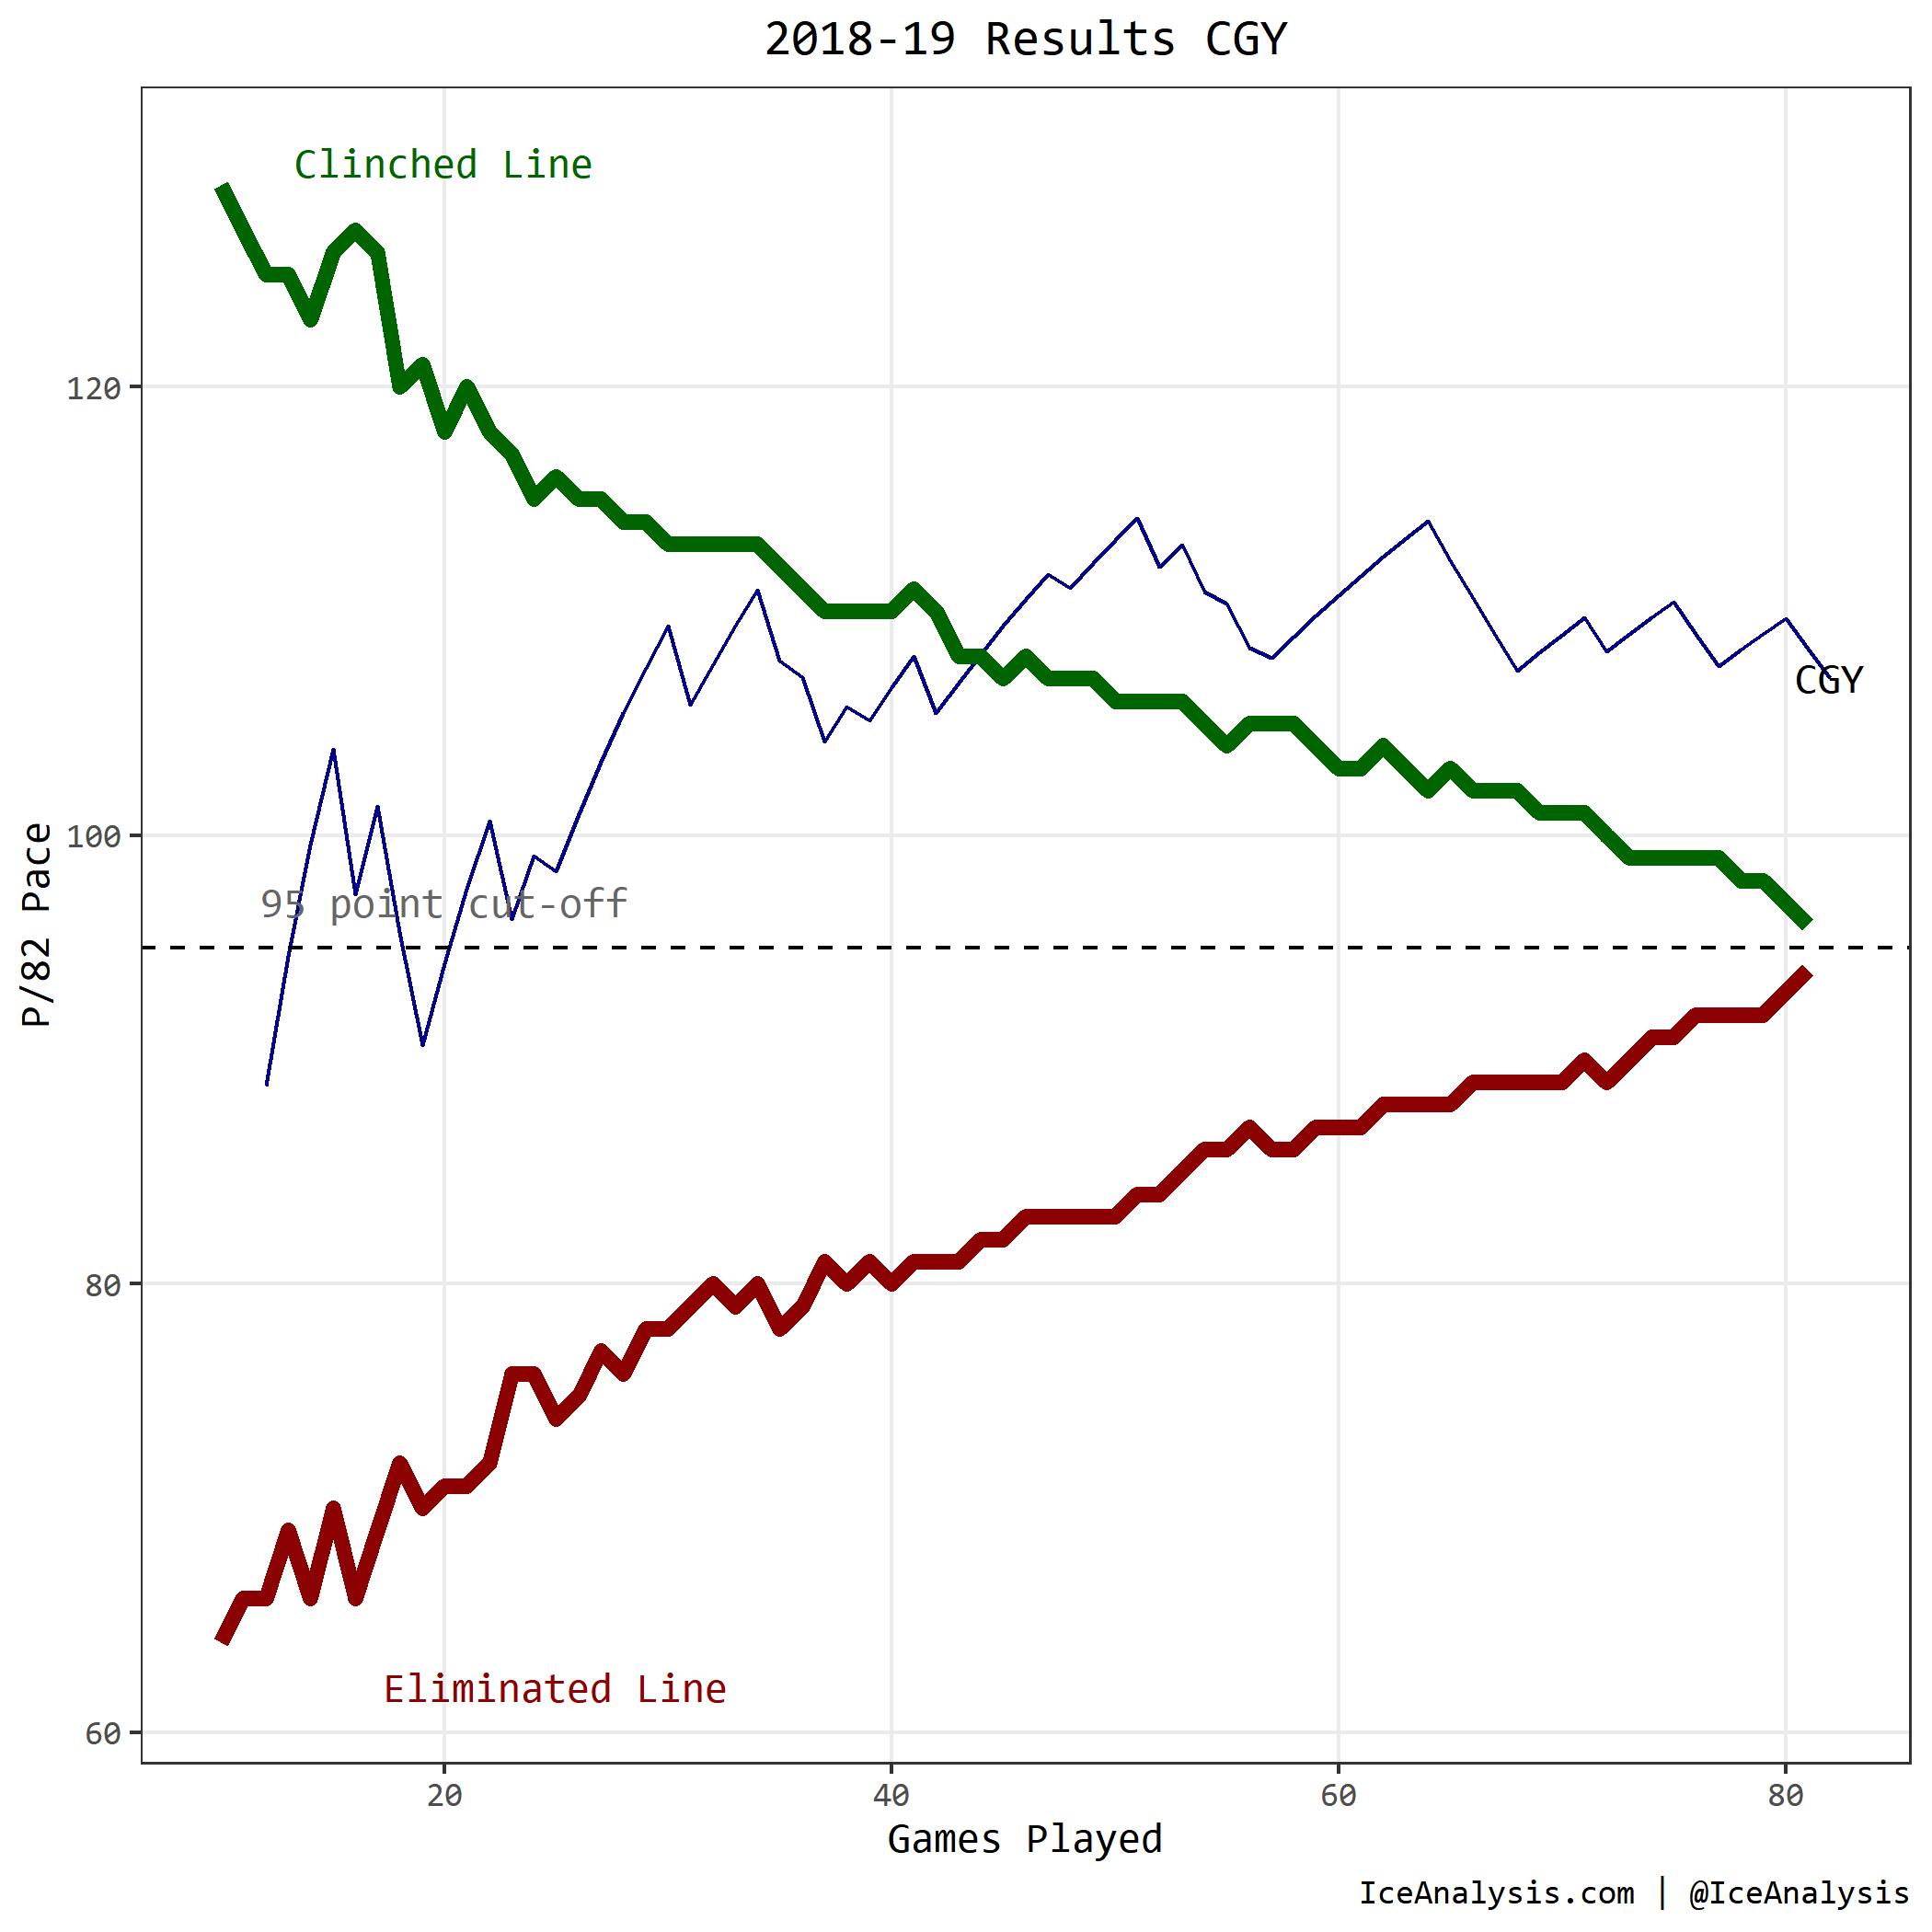 2018-19 Results CGY
Clinched Line
120
CGY
100
95 point cut-off
P/82 Pace
80
Eliminated Line
60
20 40 60 80
Games Played
IceAnalysis.com | @IceAnalysis